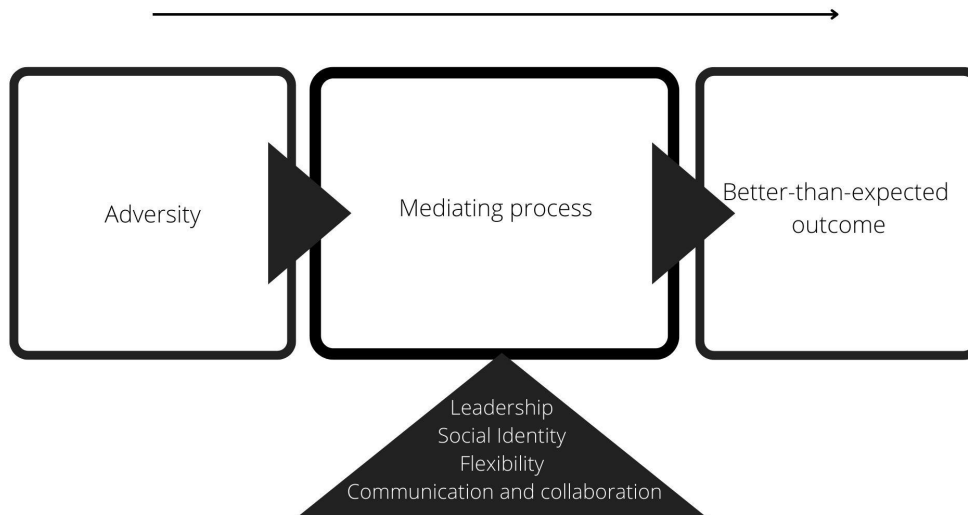 Adversity
Mediating process
Better-than-expected
outcome
Leadership
Social Identity
Flexibility
Communication and collaboration